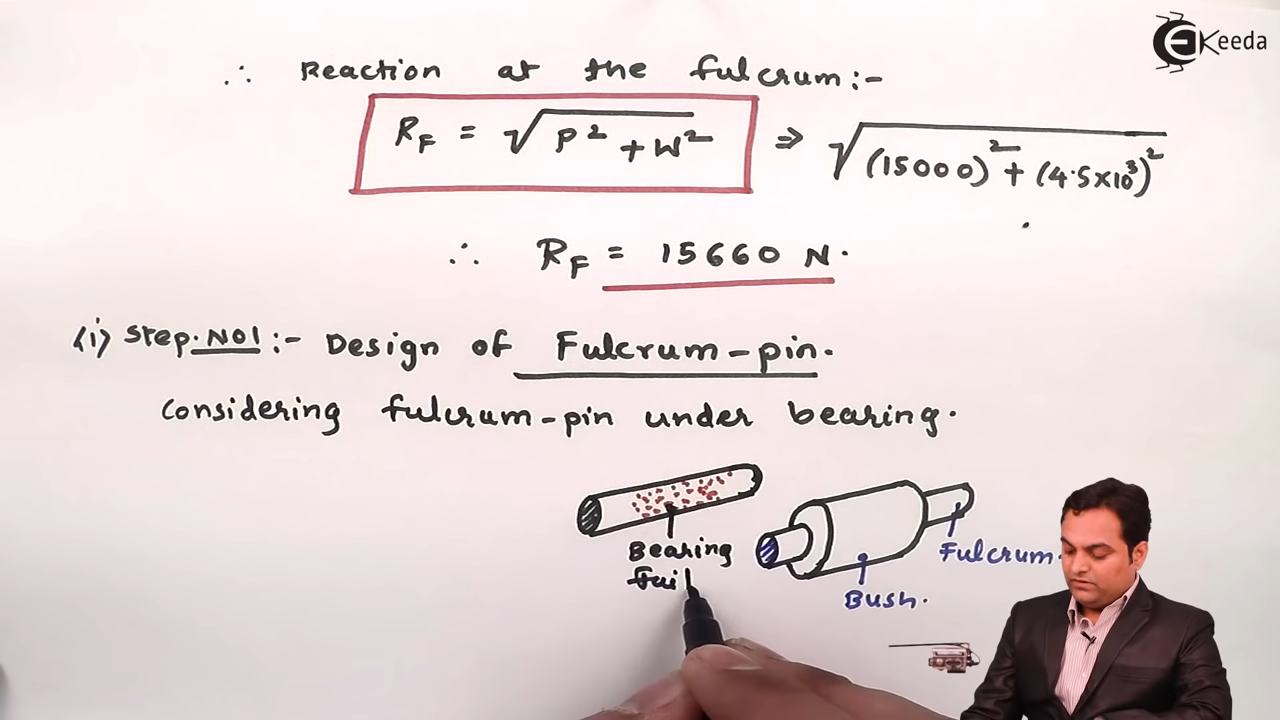 EKeeda
∴ Reaction at the fulcrum:-
R_F = √P² + W² ⇒ √(15000)² + (4.5×10³)²
∴ R_F = 15660 N.
(i) Step.NO1:- Design of Fulcrum-pin.
Considering fulcrum-pin under bearing.
Bearing
Fail
Fulcrum.
Bush.